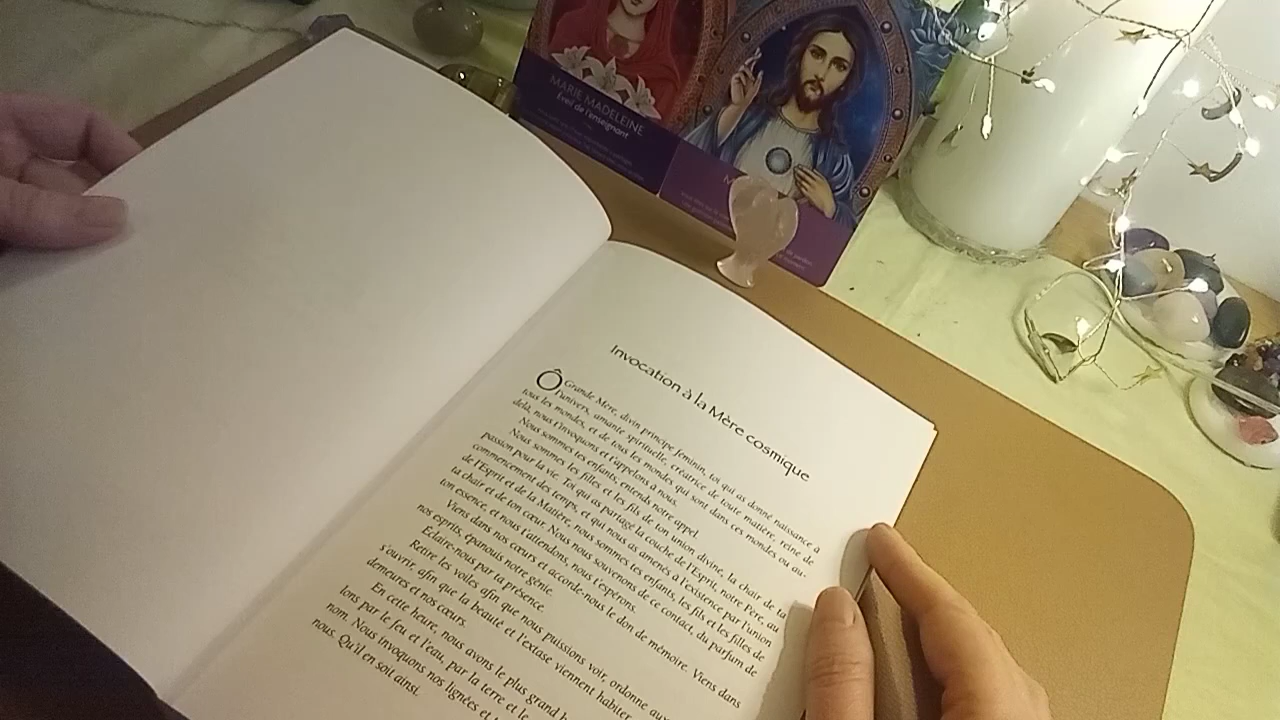 MARIE MADELEINE
Éveil de l'enseignant
Invocation à la Mère cosmique
Ô Grande Mère, divin principe féminin, toi qui as donné naissance à
l'univers, amante spirituelle, créatrice de toute matière, reine de
tous les mondes, et de tous les mondes qui sont dans ces mondes ou au-
delà, nous t'invoquons et t'appelons à nous.
Nous sommes tes enfants, entends notre appel.
Nous sommes les filles et les fils de ton union divine, la chair de ta
passion pour la vie. Toi qui as partagé la couche de l'Esprit, notre Père, au
commencement des temps, et qui nous as amenés à l'existence par l'union
de l'Esprit et de la Matière, nous sommes tes enfants, les fils et les filles de
ta chair et de ton cœur. Nous nous souvenons de ce contact, du parfum de
ton essence, et nous t'attendons, nous t'espérons.
Viens dans nos cœurs et accorde-nous le don de mémoire. Viens dans
nos esprits, épanouis notre génie.
Éclaire-nous par ta présence.
Retire les voiles afin que nous puissions voir, ordonne aux
s'ouvrir, afin que la beauté et l'extase viennent habiter
demeures et nos cœurs.
En cette heure, nous avons le plus grand
lons par le feu et l'eau, par la terre et le
nom. Nous invoquons nos lignées et
nous. Qu'il en soit ainsi.